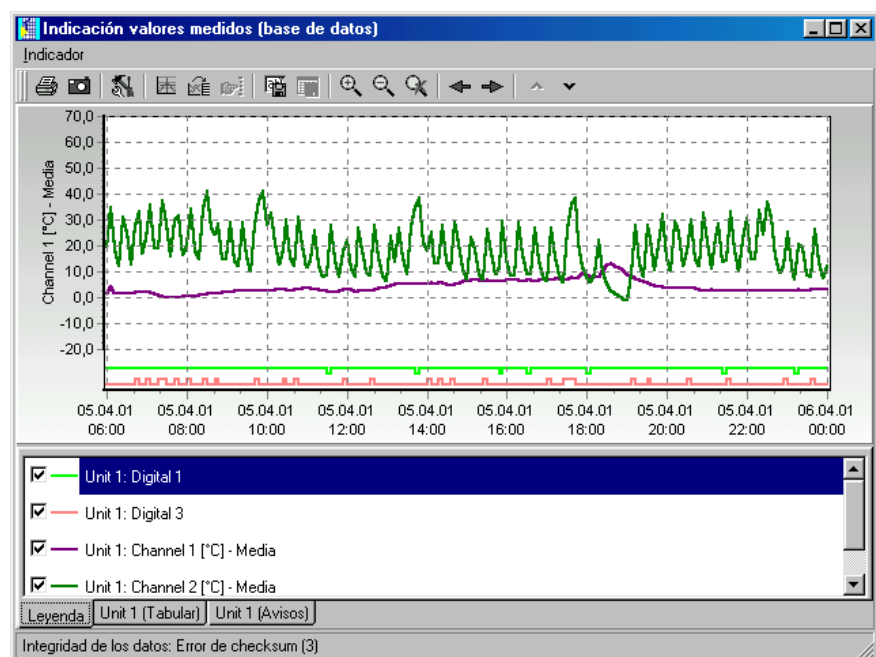 Indicación valores medidos (base de datos)
Indicador
Channel 1 [°C] - Media
70,0
60,0
50,0
40,0
30,0
20,0
10,0
0,0
-10,0
-20,0
05.04.01 05.04.01 05.04.01 05.04.01 05.04.01 05.04.01 05.04.01 05.04.01 05.04.01 06.04.01
06:00 08:00 10:00 12:00 14:00 16:00 18:00 20:00 22:00 00:00
Unit 1: Digital 1
Unit 1: Digital 3
Unit 1: Channel 1 [°C] - Media
Unit 1: Channel 2 [°C] - Media
Leyenda Unit 1 (Tabular) Unit 1 (Avisos)
Integridad de los datos: Error de checksum (3)